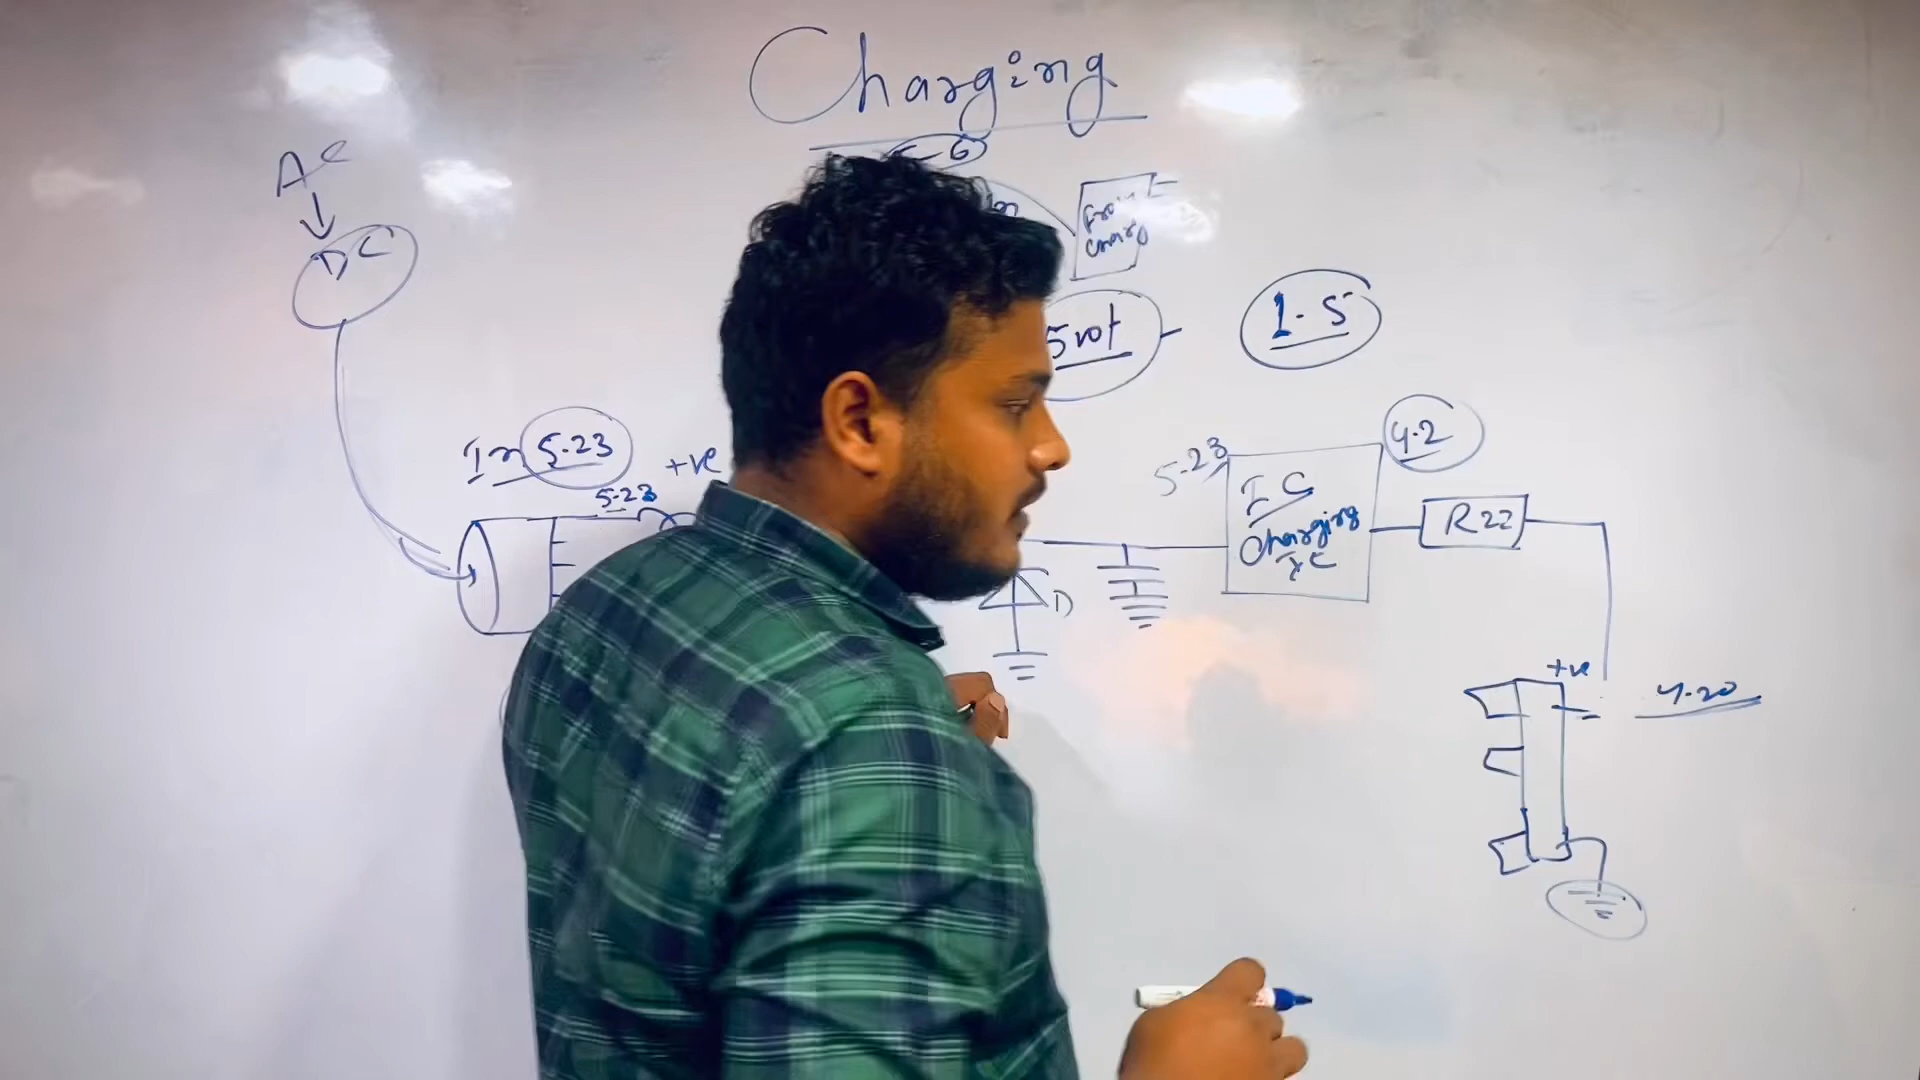 Charging
AC
DC
5vot
1.5
In 5.23
5.23
+ve
5.23
4.2
IC
Charging
IC
R22
D
+ve
4.20